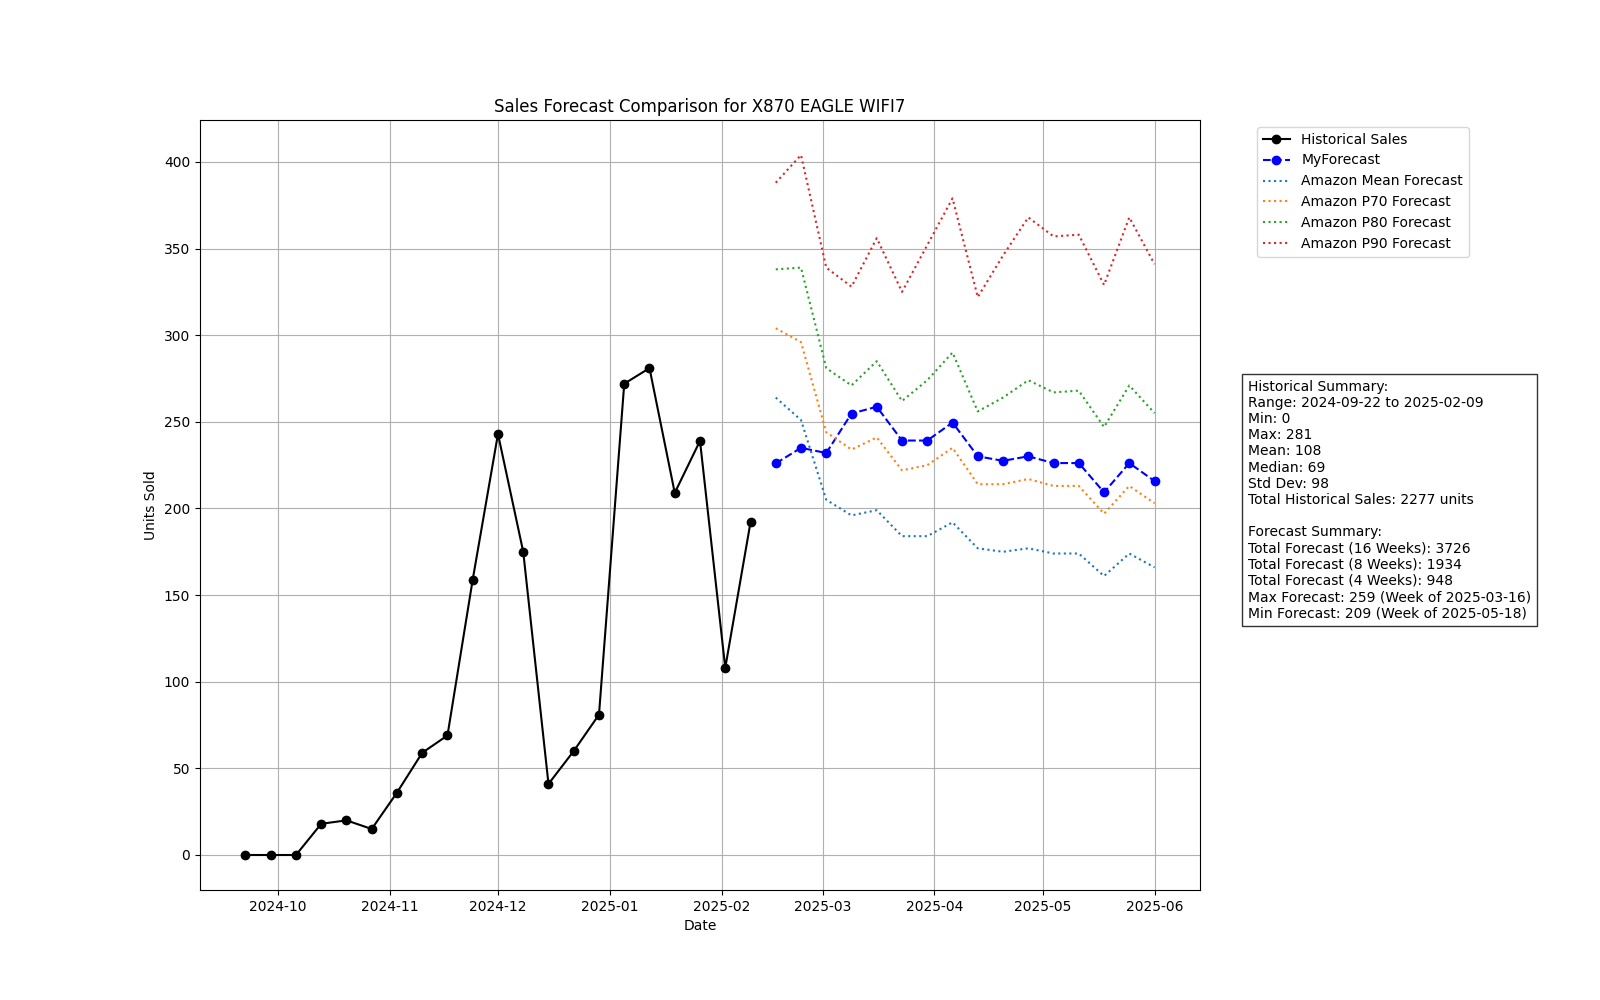 Sales Forecast Comparison for X870 EAGLE WIFI7
Units Sold
400
350
300
250
200
150
100
50
0
2024-10
2024-11
2024-12
2025-01
2025-02
2025-03
2025-04
2025-05
2025-06
Date
Historical Sales
MyForecast
Amazon Mean Forecast
Amazon P70 Forecast
Amazon P80 Forecast
Amazon P90 Forecast
Historical Summary:
Range: 2024-09-22 to 2025-02-09
Min: 0
Max: 281
Mean: 108
Median: 69
Std Dev: 98
Total Historical Sales: 2277 units
Forecast Summary:
Total Forecast (16 Weeks): 3726
Total Forecast (8 Weeks): 1934
Total Forecast (4 Weeks): 948
Max Forecast: 259 (Week of 2025-03-16)
Min Forecast: 209 (Week of 2025-05-18)